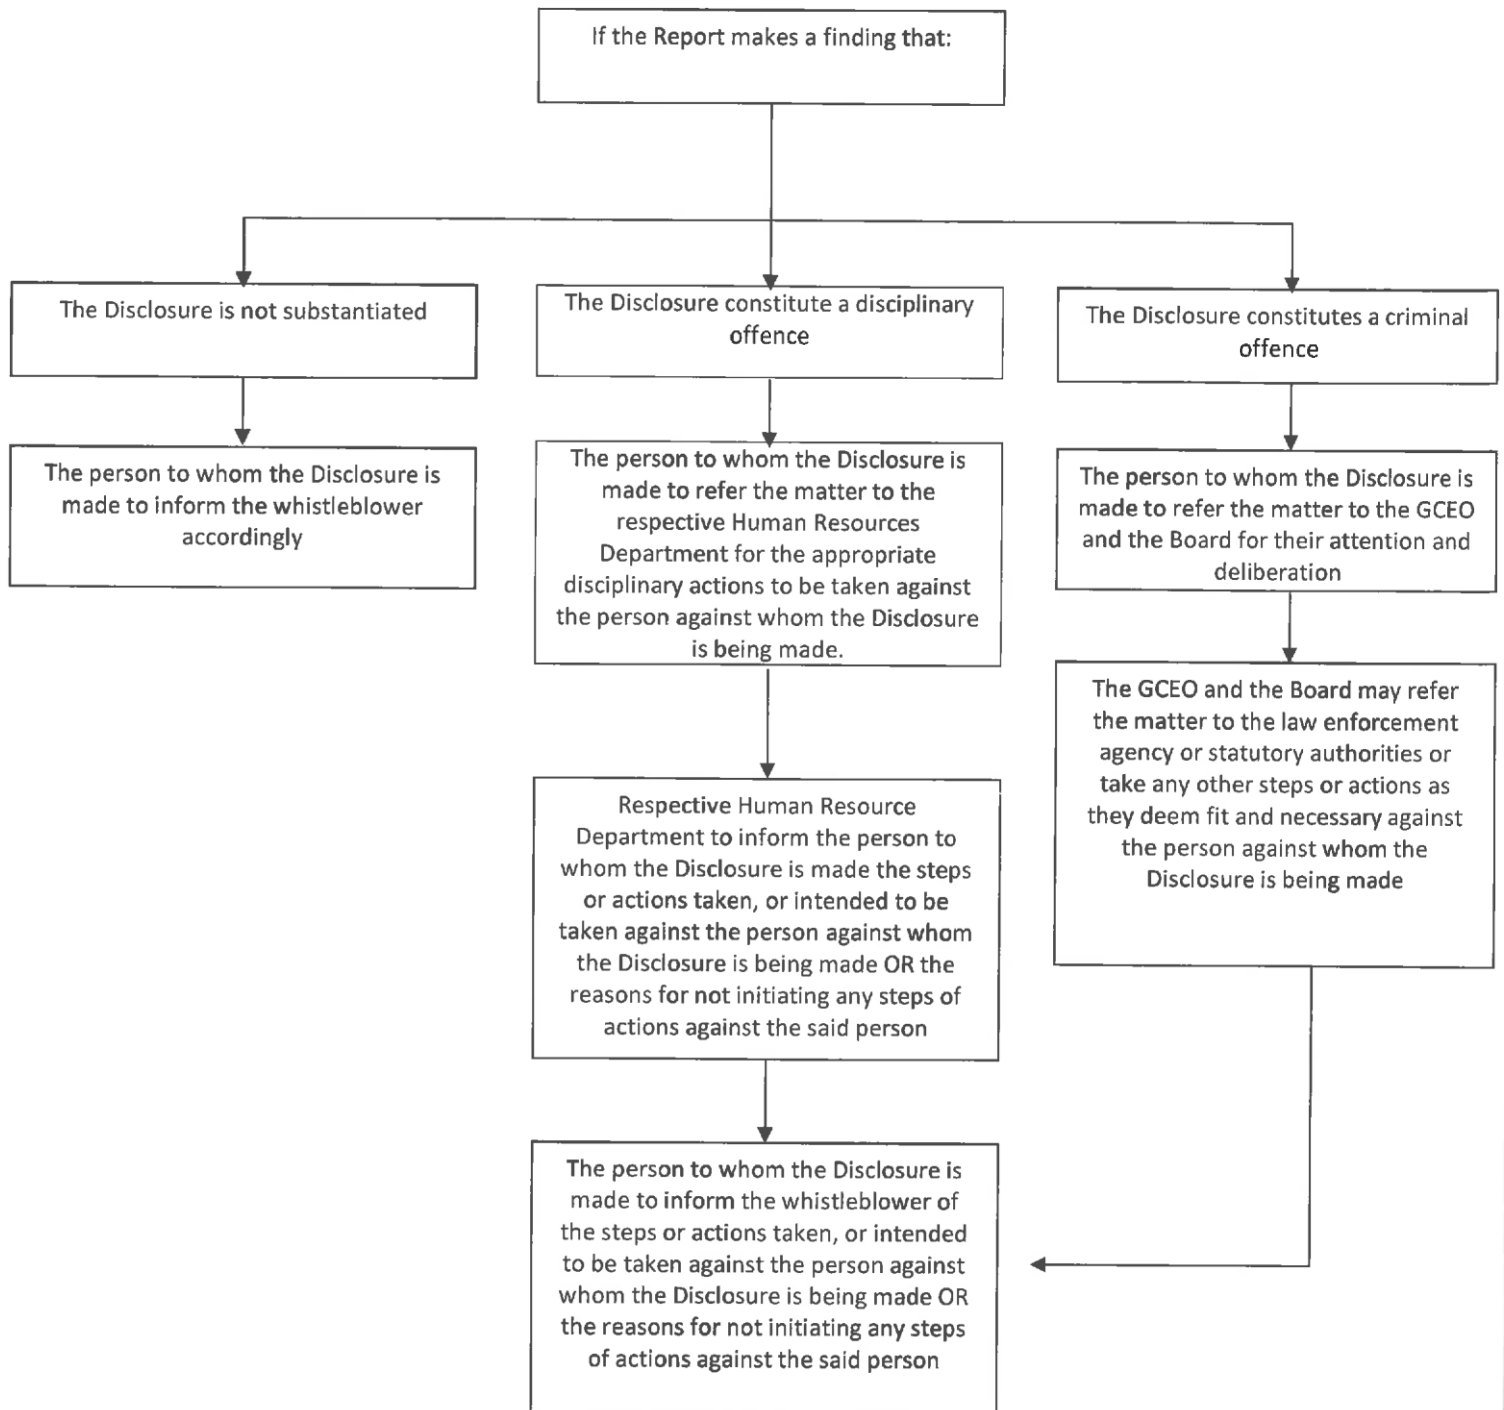 If the Report makes a finding that:
The Disclosure is not substantiated
The Disclosure constitute a disciplinary
offence
The Disclosure constitutes a criminal
offence
The person to whom the Disclosure is
made to inform the whistleblower
accordingly
The person to whom the Disclosure is
made to refer the matter to the
respective Human Resources
Department for the appropriate
disciplinary actions to be taken against
the person against whom the Disclosure
is being made.
The person to whom the Disclosure is
made to refer the matter to the GCEO
and the Board for their attention and
deliberation
The GCEO and the Board may refer
the matter to the law enforcement
agency or statutory authorities or
take any other steps or actions as
they deem fit and necessary against
the person against whom the
Disclosure is being made
Respective Human Resource
Department to inform the person to
whom the Disclosure is made the steps
or actions taken, or intended to be
taken against the person against whom
the Disclosure is being made OR the
reasons for not initiating any steps of
actions against the said person
The person to whom the Disclosure is
made to inform the whistleblower of
the steps or actions taken, or intended
to be taken against the person against
whom the Disclosure is being made OR
the reasons for not initiating any steps
of actions against the said person